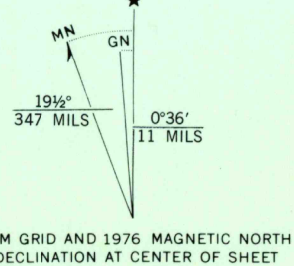 MN
GN
19½°
347 MILS
0°36′
11 MILS
M GRID AND 1976 MAGNETIC NORTH
DECLINATION AT CENTER OF SHEET